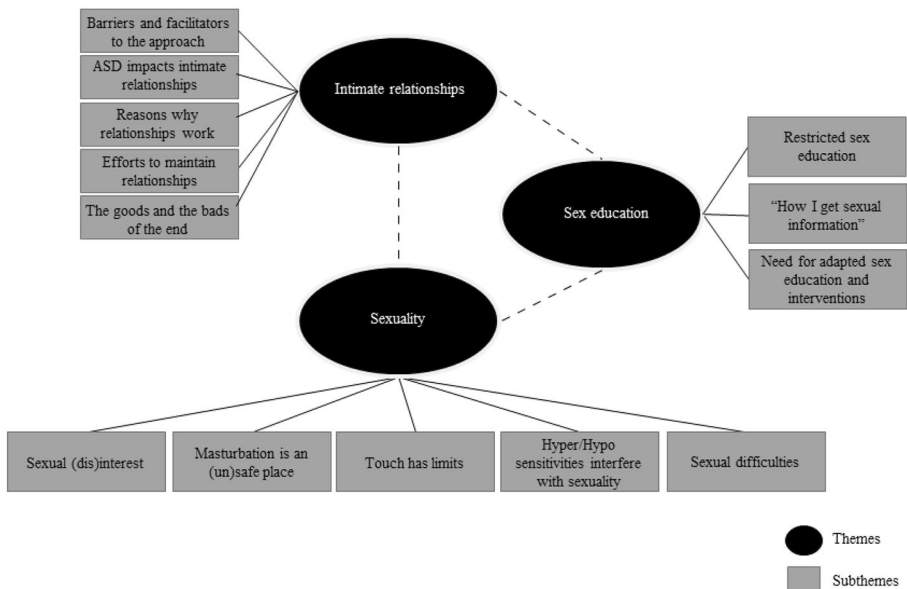 Barriers and facilitators
to the approach
ASD impacts intimate
relationships
Reasons why
relationships work
Efforts to maintain
relationships
The goods and the bads
of the end
Intimate relationships
Sex education
Restricted sex
education
“How I get sexual
information”
Need for adapted sex
education and
interventions
Sexuality
Sexual (dis)interest
Masturbation is an
(un)safe place
Touch has limits
Hyper/Hypo
sensitivities interfere
with sexuality
Sexual difficulties
Themes
Subthemes